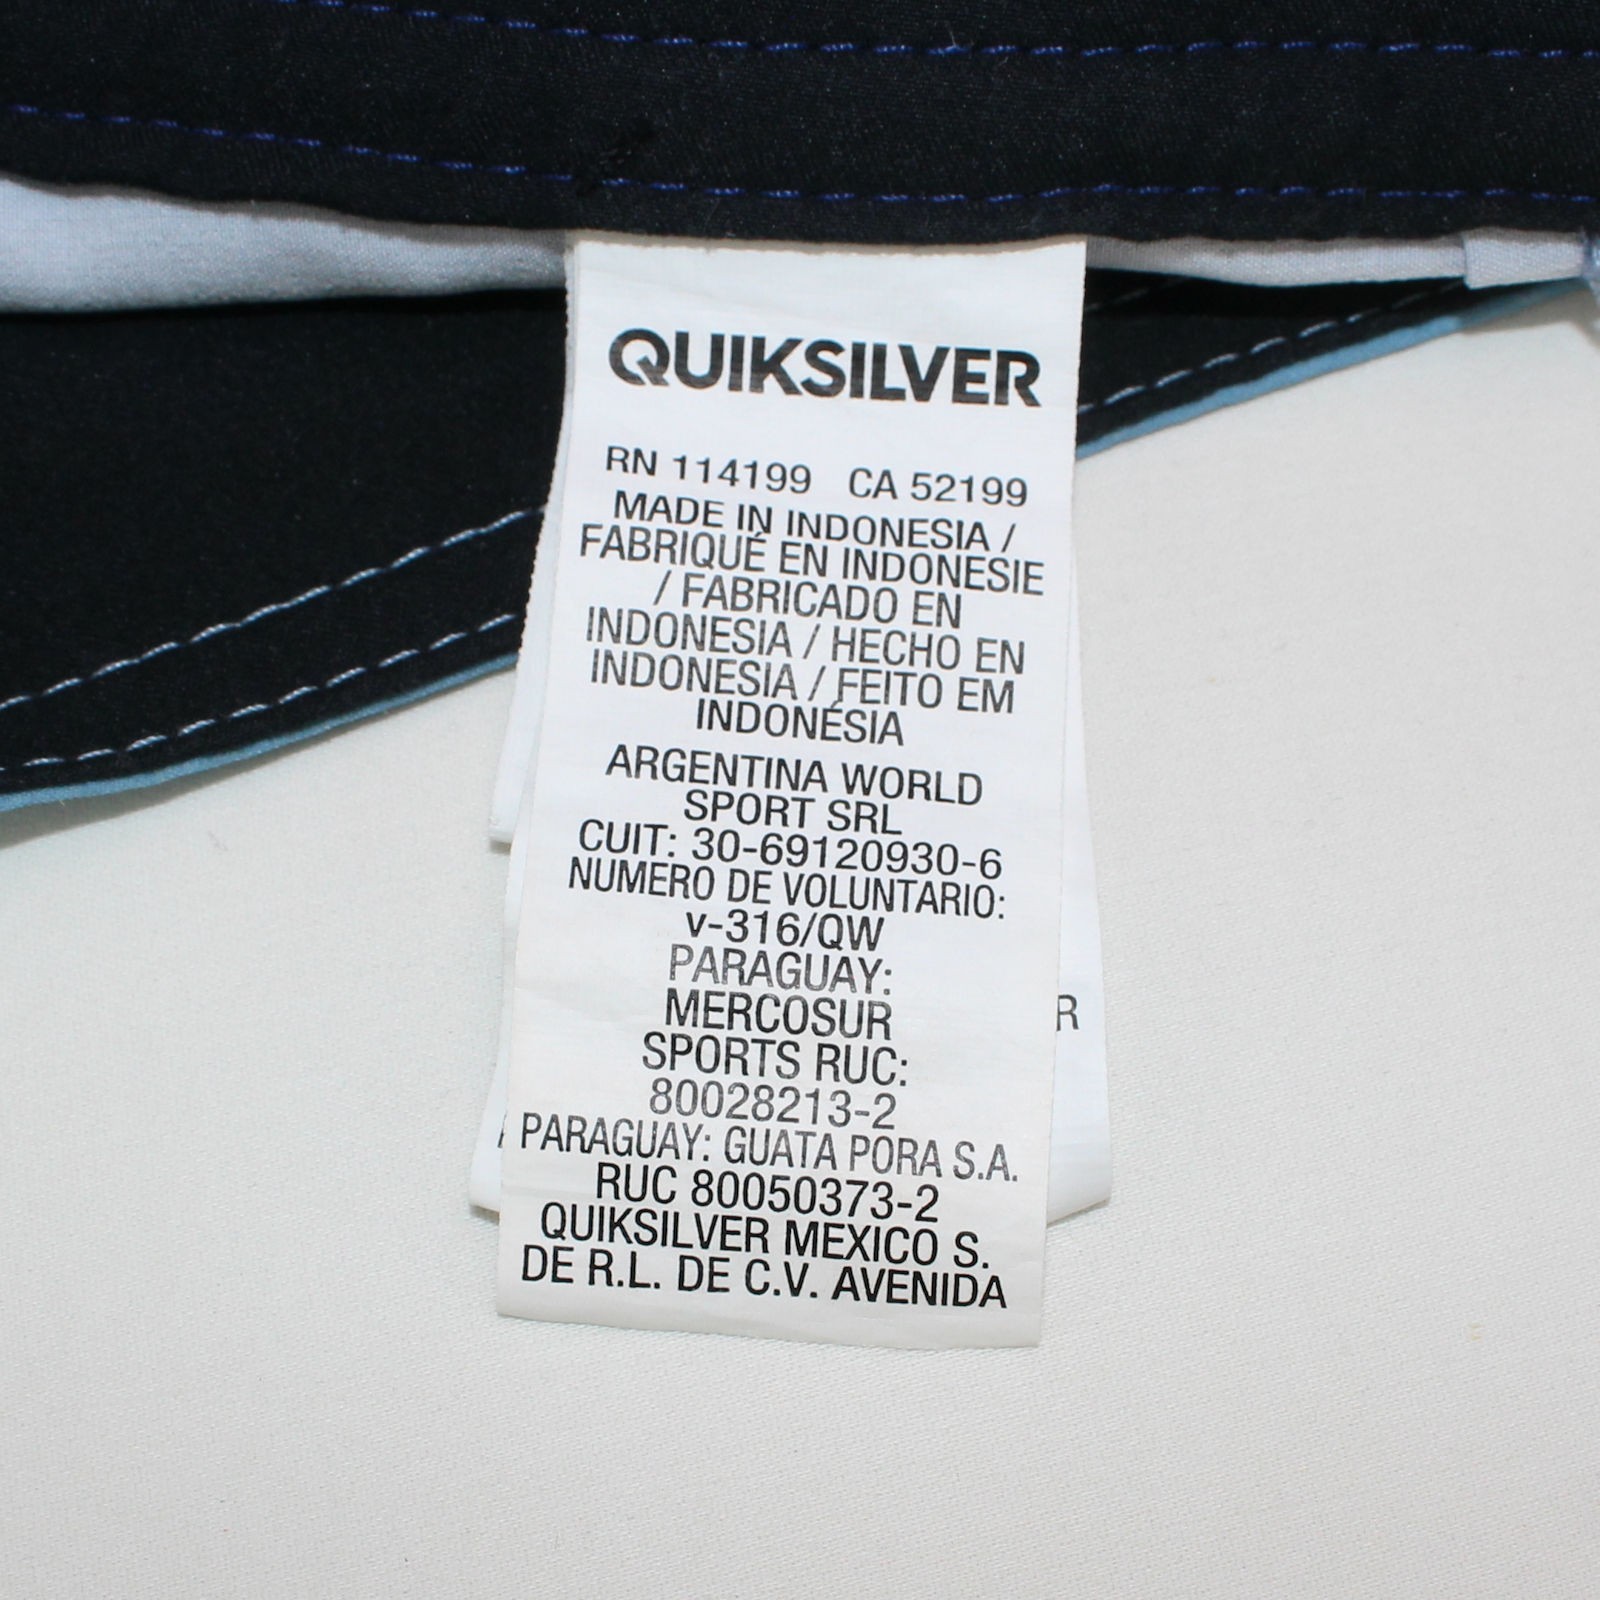 QUIKSILVER
RN 114199 CA 52199
MADE IN INDONESIA /
FABRIQUÉ EN INDONESIE
/ FABRICADO EN
INDONESIA / HECHO EN
INDONESIA / FEITO EM
INDONÉSIA
ARGENTINA WORLD
SPORT SRL
CUIT: 30-69120930-6
NUMERO DE VOLUNTARIO:
v-316/QW
PARAGUAY:
MERCOSUR
SPORTS RUC:
80028213-2
PARAGUAY: GUATA PORA S.A.
RUC 80050373-2
QUIKSILVER MEXICO S.
DE R.L. DE C.V. AVENIDA
R